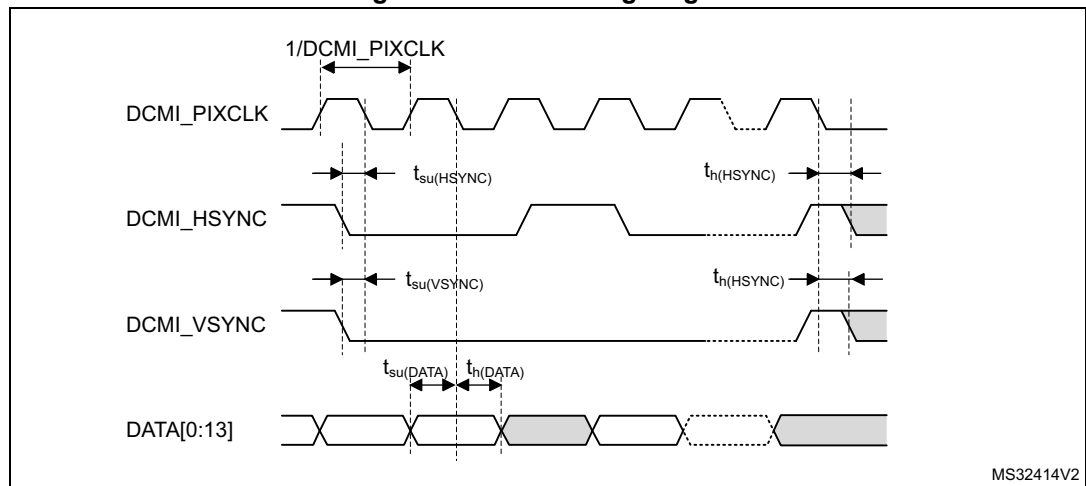 1/DCMI_PIXCLK
DCMI_PIXCLK
tsu(HSYNC) th(HSYNC)
DCMI_HSYNC
tsu(VSYNC) th(HSYNC)
DCMI_VSYNC
tsu(DATA) th(DATA)
DATA[0:13]
MS32414V2